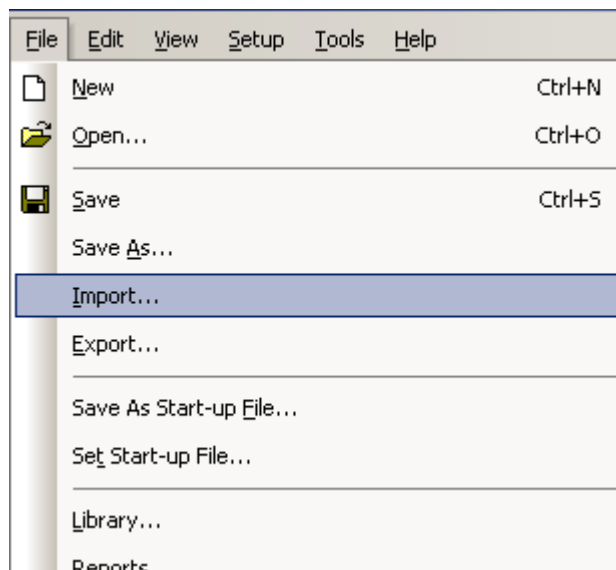 File Edit View Setup Tools Help
New Ctrl+N
Open... Ctrl+O
Save Ctrl+S
Save As...
Import...
Export...
Save As Start-up File...
Set Start-up File...
Library...
Reports